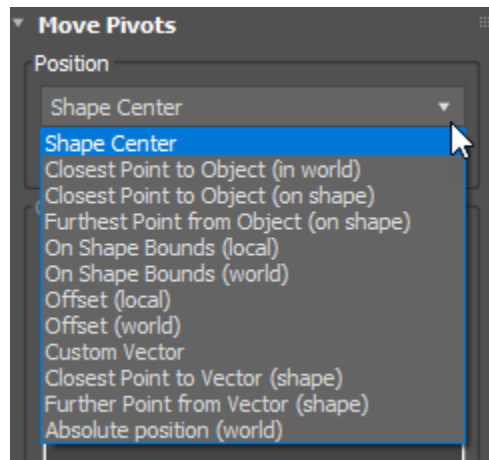 Move Pivots
Position
Shape Center
Shape Center
Closest Point to Object (in world)
Closest Point to Object (on shape)
Furthest Point from Object (on shape)
On Shape Bounds (local)
On Shape Bounds (world)
Offset (local)
Offset (world)
Custom Vector
Closest Point to Vector (shape)
Further Point from Vector (shape)
Absolute position (world)